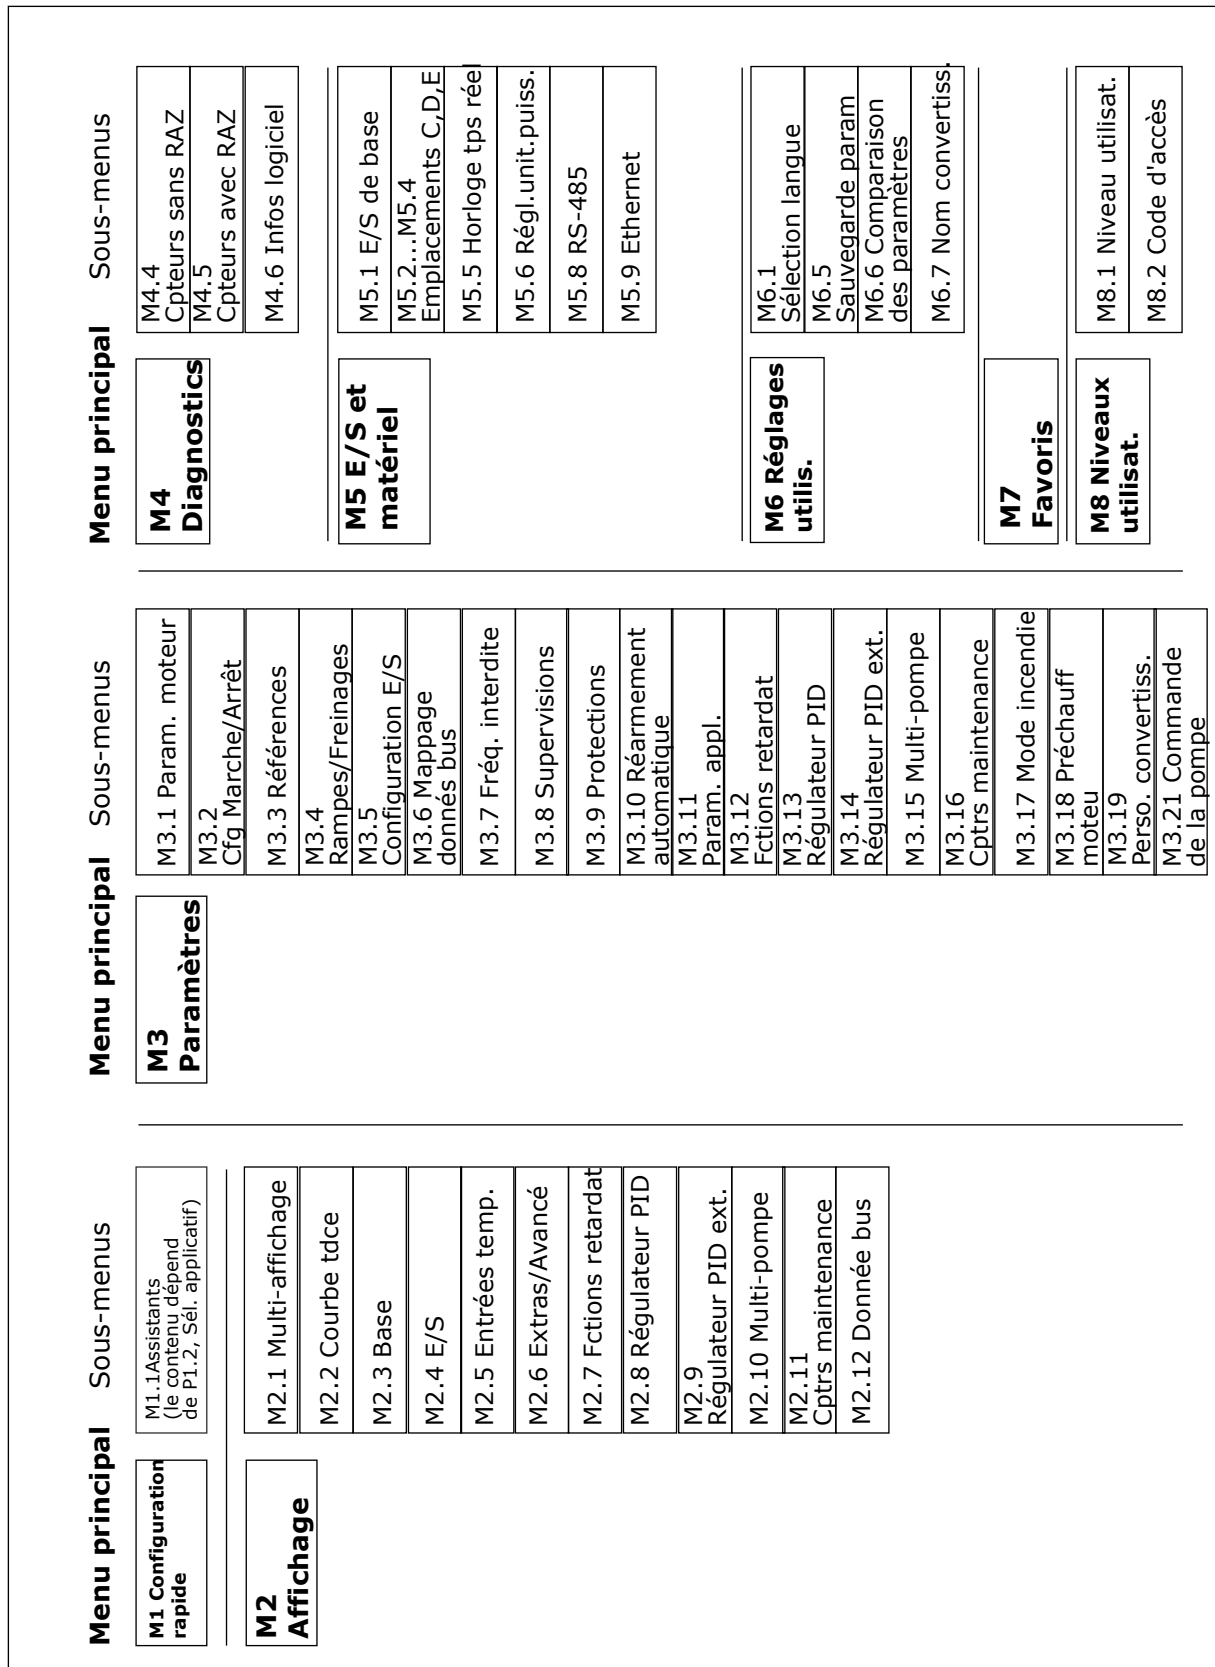 Menu principal
Sous-menus
M1 Configuration
rapide
M1.1Assistants
(le contenu dépend
de P1.2, Sél. applicatif)
M2
Affichage
M2.1 Multi-affichage
M2.2 Courbe tdce
M2.3 Base
M2.4 E/S
M2.5 Entrées temp.
M2.6 Extras/Avancé
M2.7 Fctions retardat
M2.8 Régulateur PID
M2.9
Régulateur PID ext.
M2.10 Multi-pompe
M2.11
Cptrs maintenance
M2.12 Donnée bus
Menu principal
Sous-menus
M3
Paramètres
M3.1 Param. moteur
M3.2
Cfg Marche/Arrêt
M3.3 Références
M3.4
Rampes/Freinages
M3.5
Configuration E/S
M3.6 Mappage
données bus
M3.7 Fréq. interdite
M3.8 Supervisions
M3.9 Protections
M3.10 Réarmement
automatique
M3.11
Param. appl.
M3.12
Fctions retardat
M3.13
Régulateur PID
M3.14
Régulateur PID ext.
M3.15 Multi-pompe
M3.16
Cptrs maintenance
M3.17 Mode incendie
M3.18 Préchauff
moteu
M3.19
Perso. convertiss.
M3.21 Commande
de la pompe
Menu principal
Sous-menus
M4
Diagnostics
M4.4
Cpteurs sans RAZ
M4.5
Cpteurs avec RAZ
M4.6 Infos logiciel
M5 E/S et
matériel
M5.1 E/S de base
M5.2...M5.4
Emplacements C,D,E
M5.5 Horloge tps réel
M5.6 Régl.unit.puiss.
M5.8 RS-485
M5.9 Ethernet
M6 Réglages
utilis.
M6.1
Sélection langue
M6.5
Sauvegarde param
M6.6 Comparaison
des paramètres
M6.7 Nom convertiss.
M7
Favoris
M8 Niveaux
utilisat.
M8.1 Niveau utilisat.
M8.2 Code d'accès